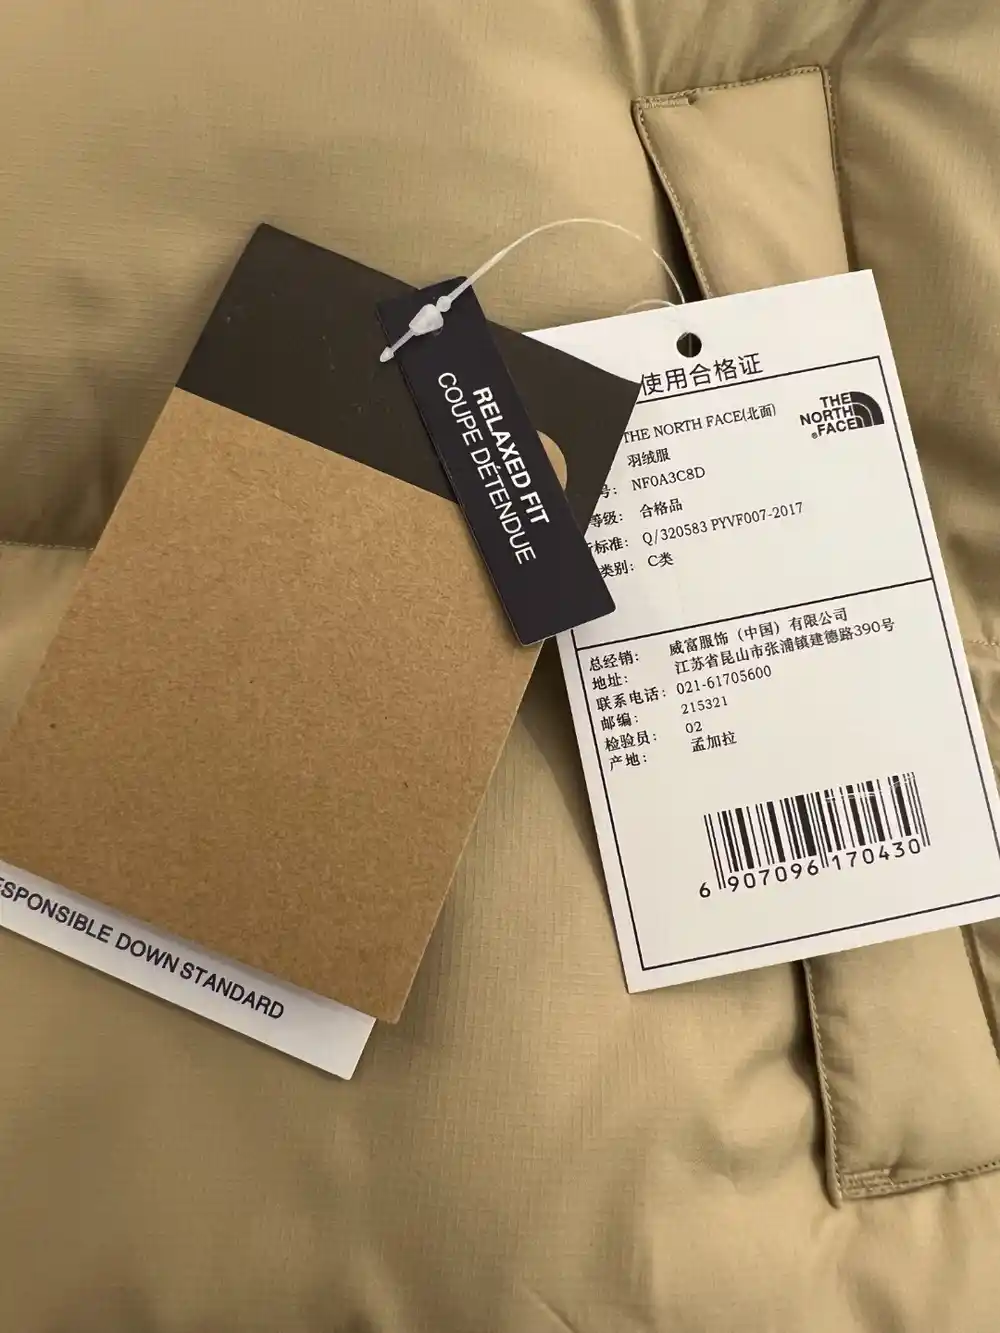 RELAXED FIT
COUPE DÉTENDUE
RESPONSIBLE DOWN STANDARD
使用合格证
THE NORTH FACE(北面)
THE
NORTH
FACE
羽绒服
号: NF0A3C8D
等级: 合格品
标准: Q/320583 PYVF007-2017
类别: C类
总经销: 威富服饰（中国）有限公司
地址: 江苏省昆山市张浦镇建德路390号
联系电话: 021-61705600
邮编: 215321
检验员: 02
产地: 孟加拉
6 907096 170430